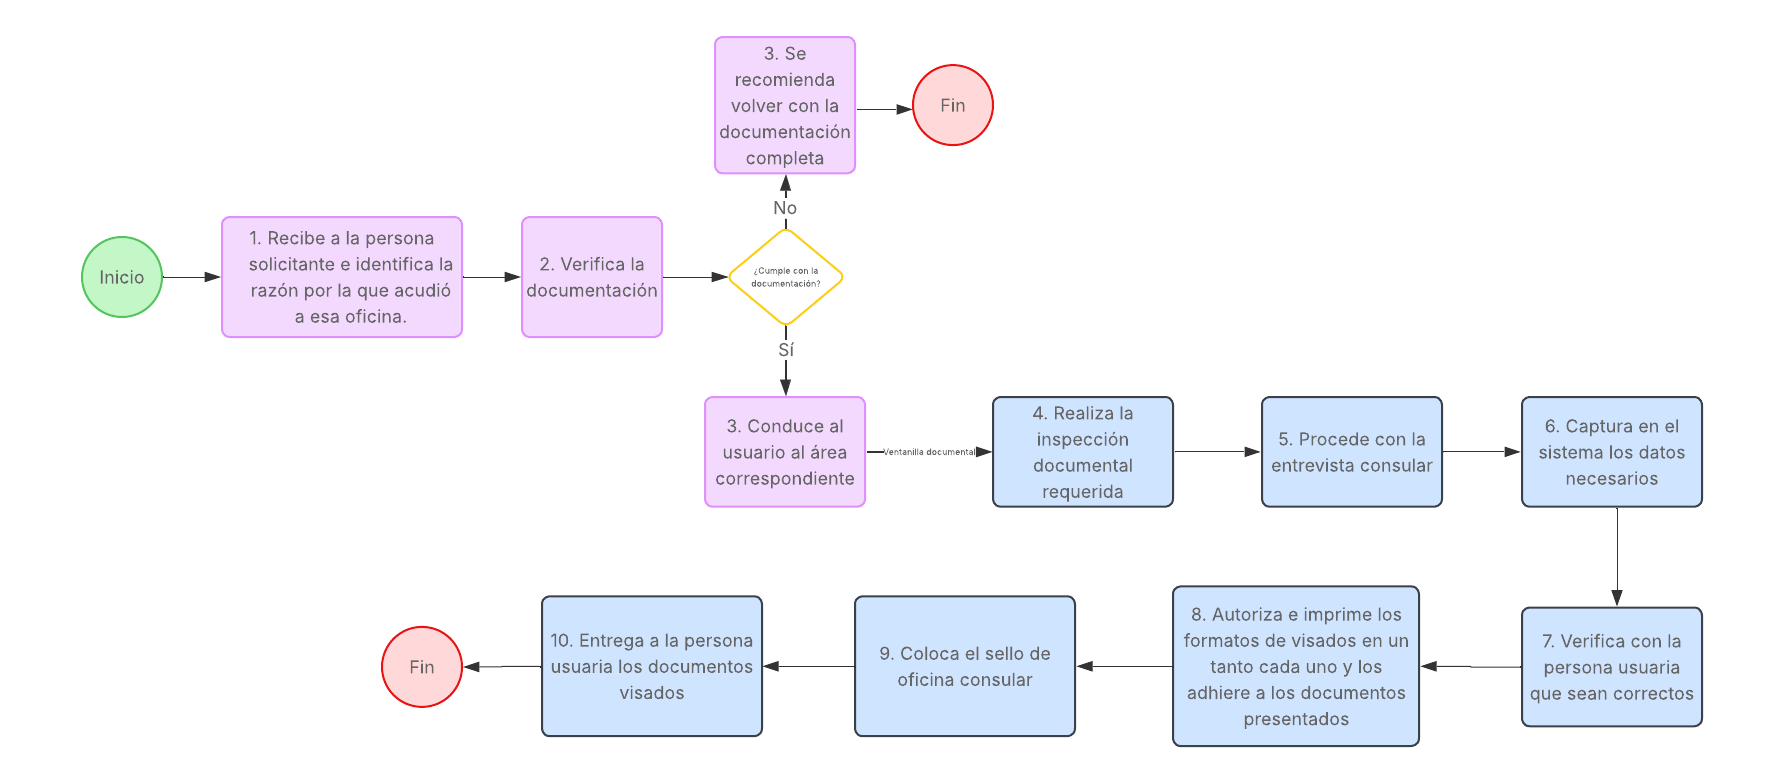 3. Se
recomienda
volver con la
documentación
completa
Fin
No
Inicio
1. Recibe a la persona
solicitante e identifica la
razón por la que acudió
a esa oficina.
2. Verifica la
documentación
¿Cumple con la
documentación?
Sí
3. Conduce al
usuario al área
correspondiente
Ventanilla documental
4. Realiza la
inspección
documental
requerida
5. Procede con la
entrevista consular
6. Captura en el
sistema los datos
necesarios
7. Verifica con la
persona usuaria
que sean correctos
8. Autoriza e imprime los
formatos de visados en un
tanto cada uno y los
adhiere a los documentos
presentados
9. Coloca el sello de
oficina consular
10. Entrega a la persona
usuaria los documentos
visados
Fin